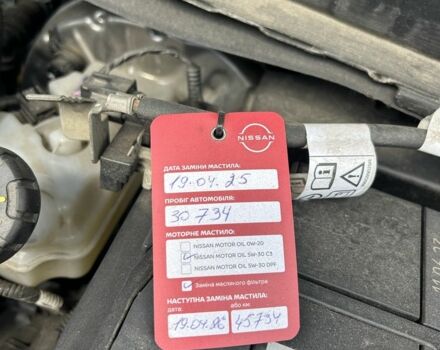 NISSAN
ДАТА ЗАМІНИ МАСТИЛА:
19.04.25
ПРОБІГ АВТОМОБІЛЯ:
30 734
МОТОРНЕ МАСТИЛО:
NISSAN MOTOR OIL 0W-20
NISSAN MOTOR OIL 5W-30 C3
NISSAN MOTOR OIL 5W-30 DPF
Заміна масляного фільтра
НАСТУПНА ЗАМІНА МАСТИЛА:
дата: або км:
19.04.26 45734